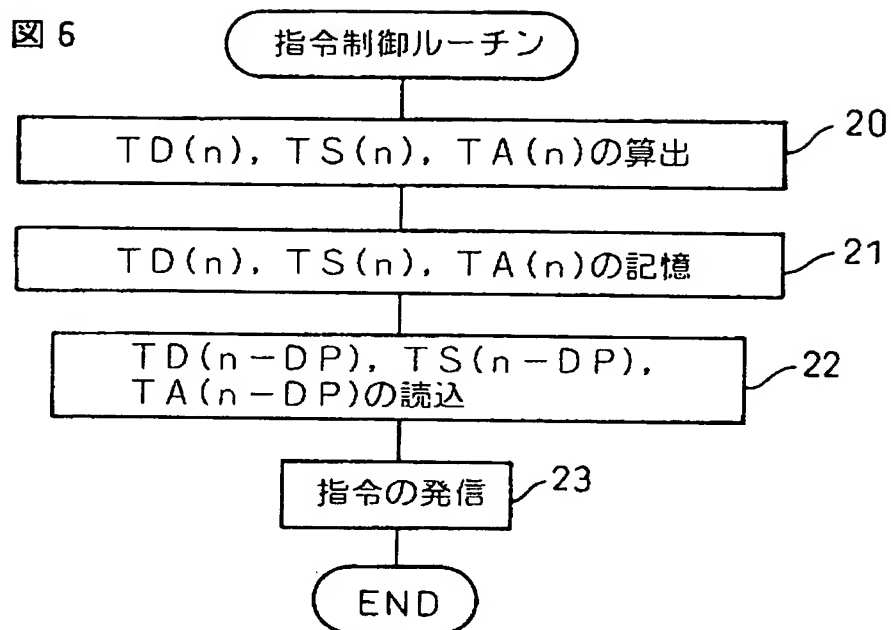 図6
指令制御ルーチン
TD(n), TS(n), TA(n)の算出
20
TD(n), TS(n), TA(n)の記憶
21
TD(n-DP), TS(n-DP),
TA(n-DP)の読込
22
指令の発信
23
END